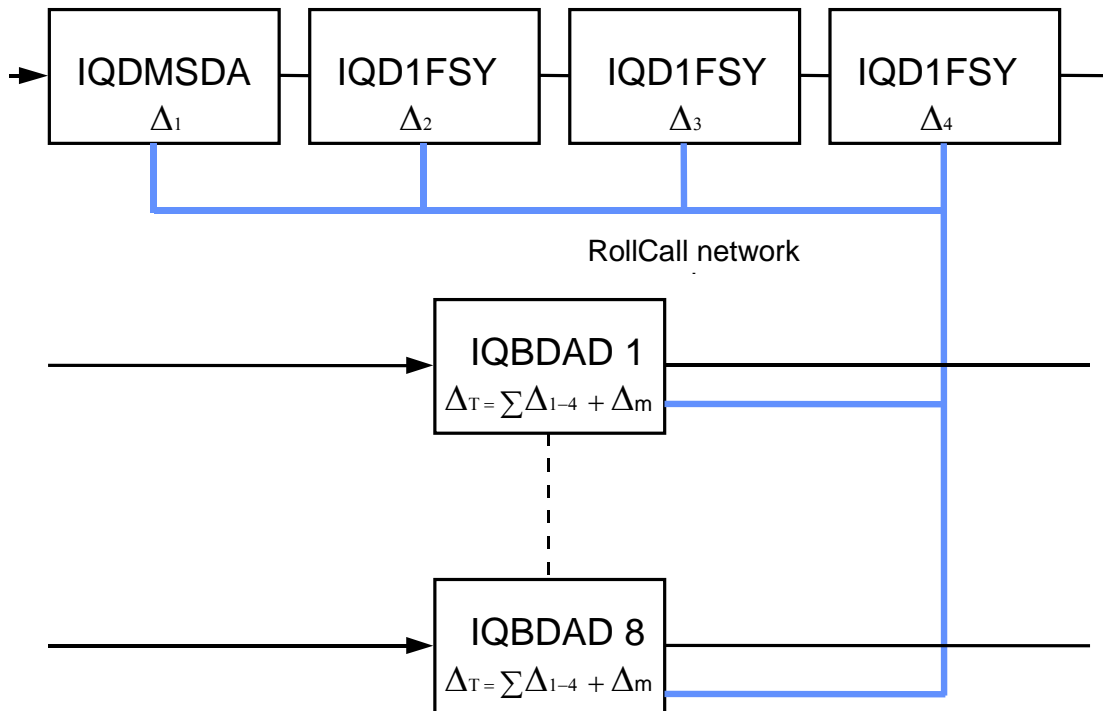 IQDMSDA IQD1FSY IQD1FSY IQD1FSY
Δ1 Δ2 Δ3 Δ4
RollCall network
IQBDAD 1
ΔT = ∑Δ1–4 + Δm
IQBDAD 8
ΔT = ∑Δ1–4 + Δm